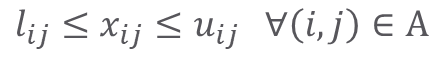 l_{ij} ≤ x_{ij} ≤ u_{ij} ∀(i, j) ∈ A